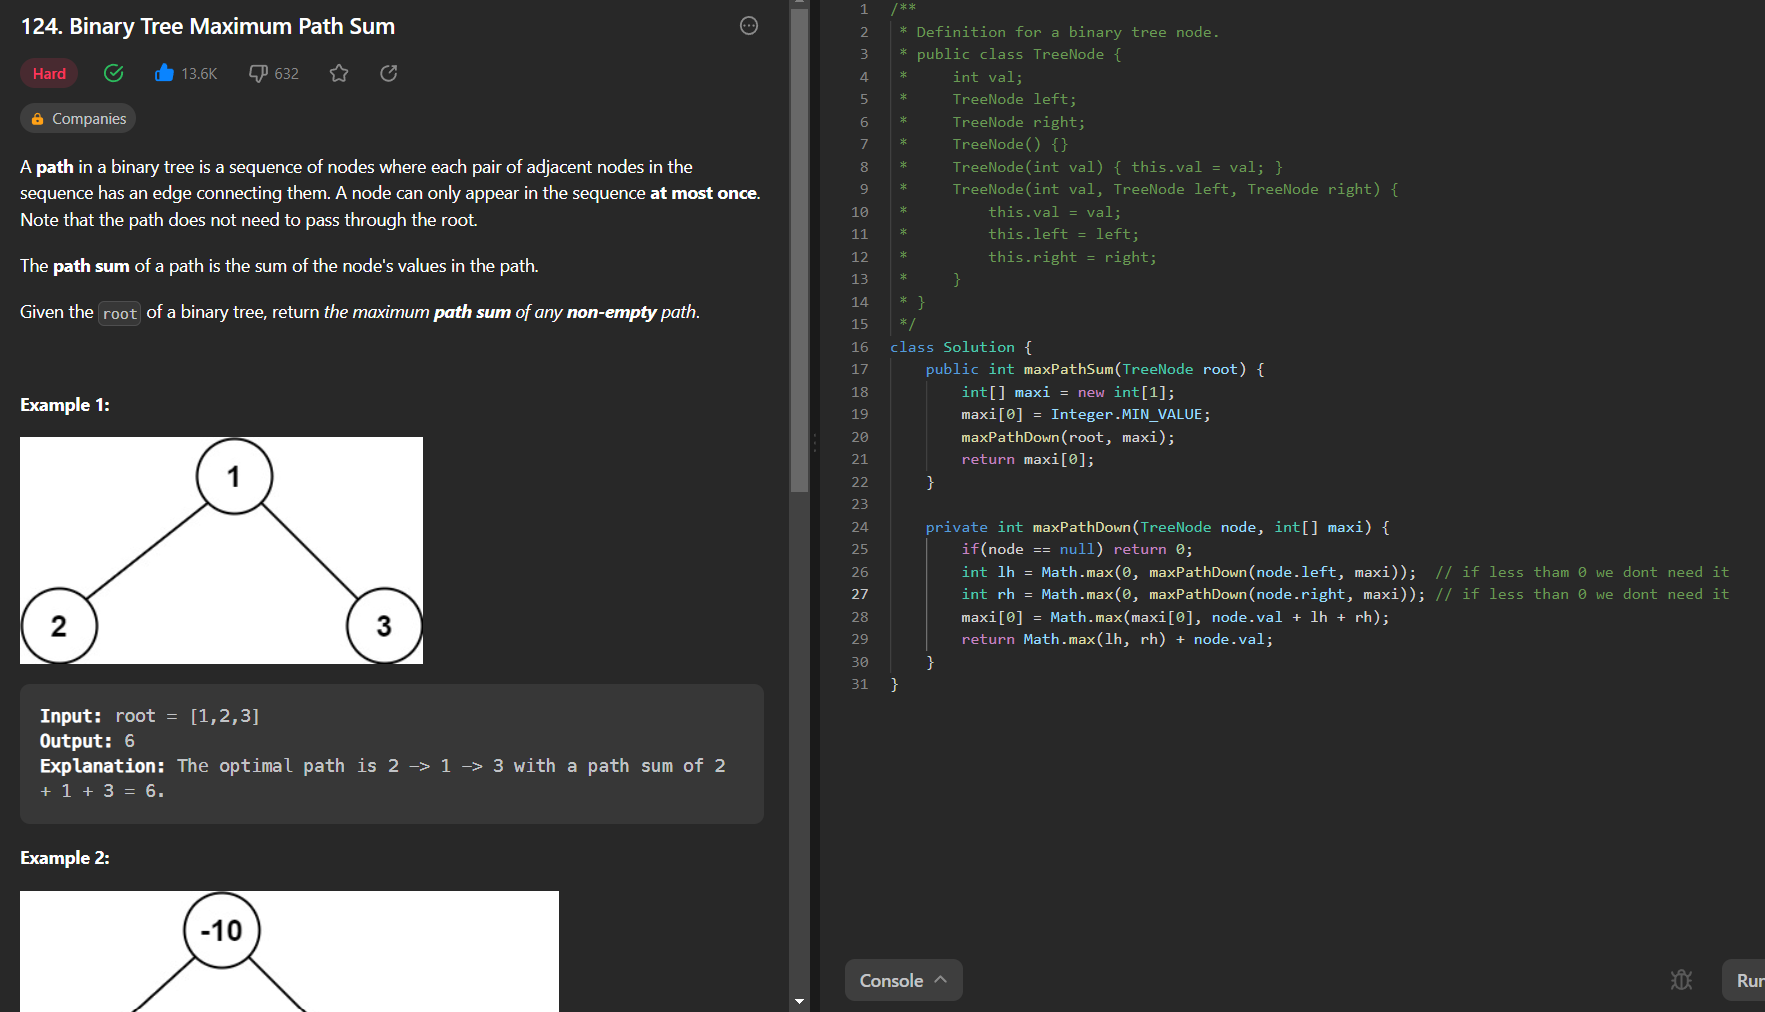 124. Binary Tree Maximum Path Sum
Hard 13.6K 632
Companies
A path in a binary tree is a sequence of nodes where each pair of adjacent nodes in the
sequence has an edge connecting them. A node can only appear in the sequence at most once.
Note that the path does not need to pass through the root.
The path sum of a path is the sum of the node's values in the path.
Given the root of a binary tree, return the maximum path sum of any non-empty path.
Example 1:
1
2 3
Input: root = [1,2,3]
Output: 6
Explanation: The optimal path is 2 -> 1 -> 3 with a path sum of 2
+ 1 + 3 = 6.
Example 2:
-10
1 /**
2 * Definition for a binary tree node.
3 * public class TreeNode {
4 *     int val;
5 *     TreeNode left;
6 *     TreeNode right;
7 *     TreeNode() {}
8 *     TreeNode(int val) { this.val = val; }
9 *     TreeNode(int val, TreeNode left, TreeNode right) {
10 *         this.val = val;
11 *         this.left = left;
12 *         this.right = right;
13 *     }
14 * }
15 */
16 class Solution {
17     public int maxPathSum(TreeNode root) {
18         int[] maxi = new int[1];
19         maxi[0] = Integer.MIN_VALUE;
20         maxPathDown(root, maxi);
21         return maxi[0];
22     }
23
24     private int maxPathDown(TreeNode node, int[] maxi) {
25         if(node == null) return 0;
26         int lh = Math.max(0, maxPathDown(node.left, maxi));  // if less tham 0 we dont need it
27         int rh = Math.max(0, maxPathDown(node.right, maxi)); // if less than 0 we dont need it
28         maxi[0] = Math.max(maxi[0], node.val + lh + rh);
29         return Math.max(lh, rh) + node.val;
30     }
31 }
Console Run